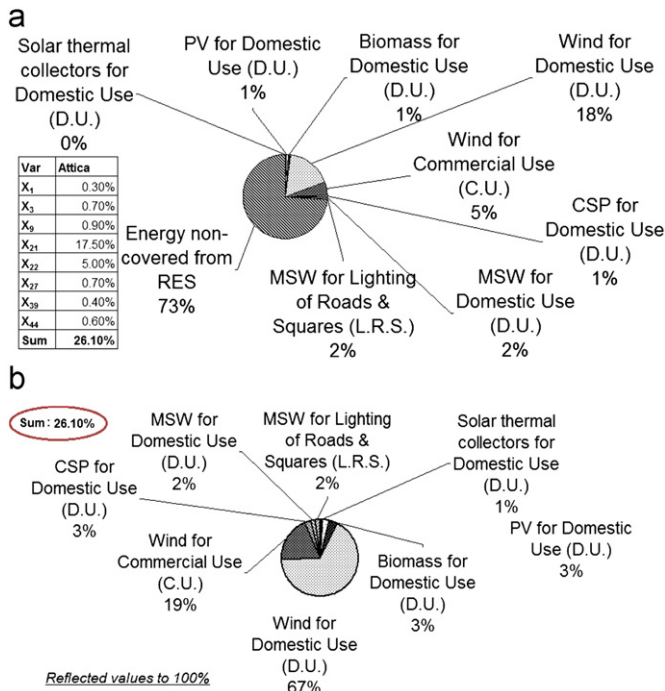 a
Solar thermal
collectors for
Domestic Use
(D.U.)
0%
PV for Domestic
Use (D.U.)
1%
Biomass for
Domestic Use
(D.U.)
1%
Wind for
Domestic Use
(D.U.)
18%
Wind for
Commercial Use
(C.U.)
5%
CSP for
Domestic Use
(D.U.)
1%
MSW for
Domestic Use
(D.U.)
2%
MSW for Lighting
of Roads &
Squares (L.R.S.)
2%
Energy non-
covered from
RES
73%
Var Attica
X1 0.30%
X3 0.70%
X9 0.90%
X21 17.50%
X22 5.00%
X27 0.70%
X39 0.40%
X44 0.60%
Sum 26.10%
b
Sum: 26.10%
MSW for
Domestic Use
(D.U.)
2%
MSW for Lighting
of Roads &
Squares (L.R.S.)
2%
Solar thermal
collectors for
Domestic Use
(D.U.)
1%
CSP for
Domestic Use
(D.U.)
3%
PV for Domestic
Use (D.U.)
3%
Wind for
Commercial Use
(C.U.)
19%
Biomass for
Domestic Use
(D.U.)
3%
Wind for
Domestic Use
(D.U.)
67%
Reflected values to 100%